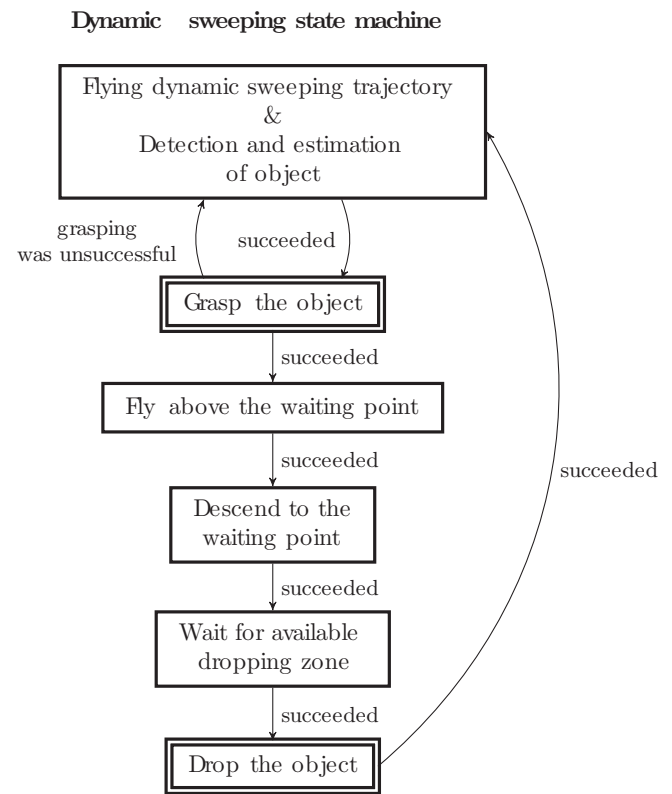 Dynamic sweeping state machine
Flying dynamic sweeping trajectory
&
Detection and estimation
of object
grasping
was unsuccessful
succeeded
Grasp the object
succeeded
Fly above the waiting point
succeeded
succeeded
Descend to the
waiting point
succeeded
Wait for available
dropping zone
succeeded
Drop the object